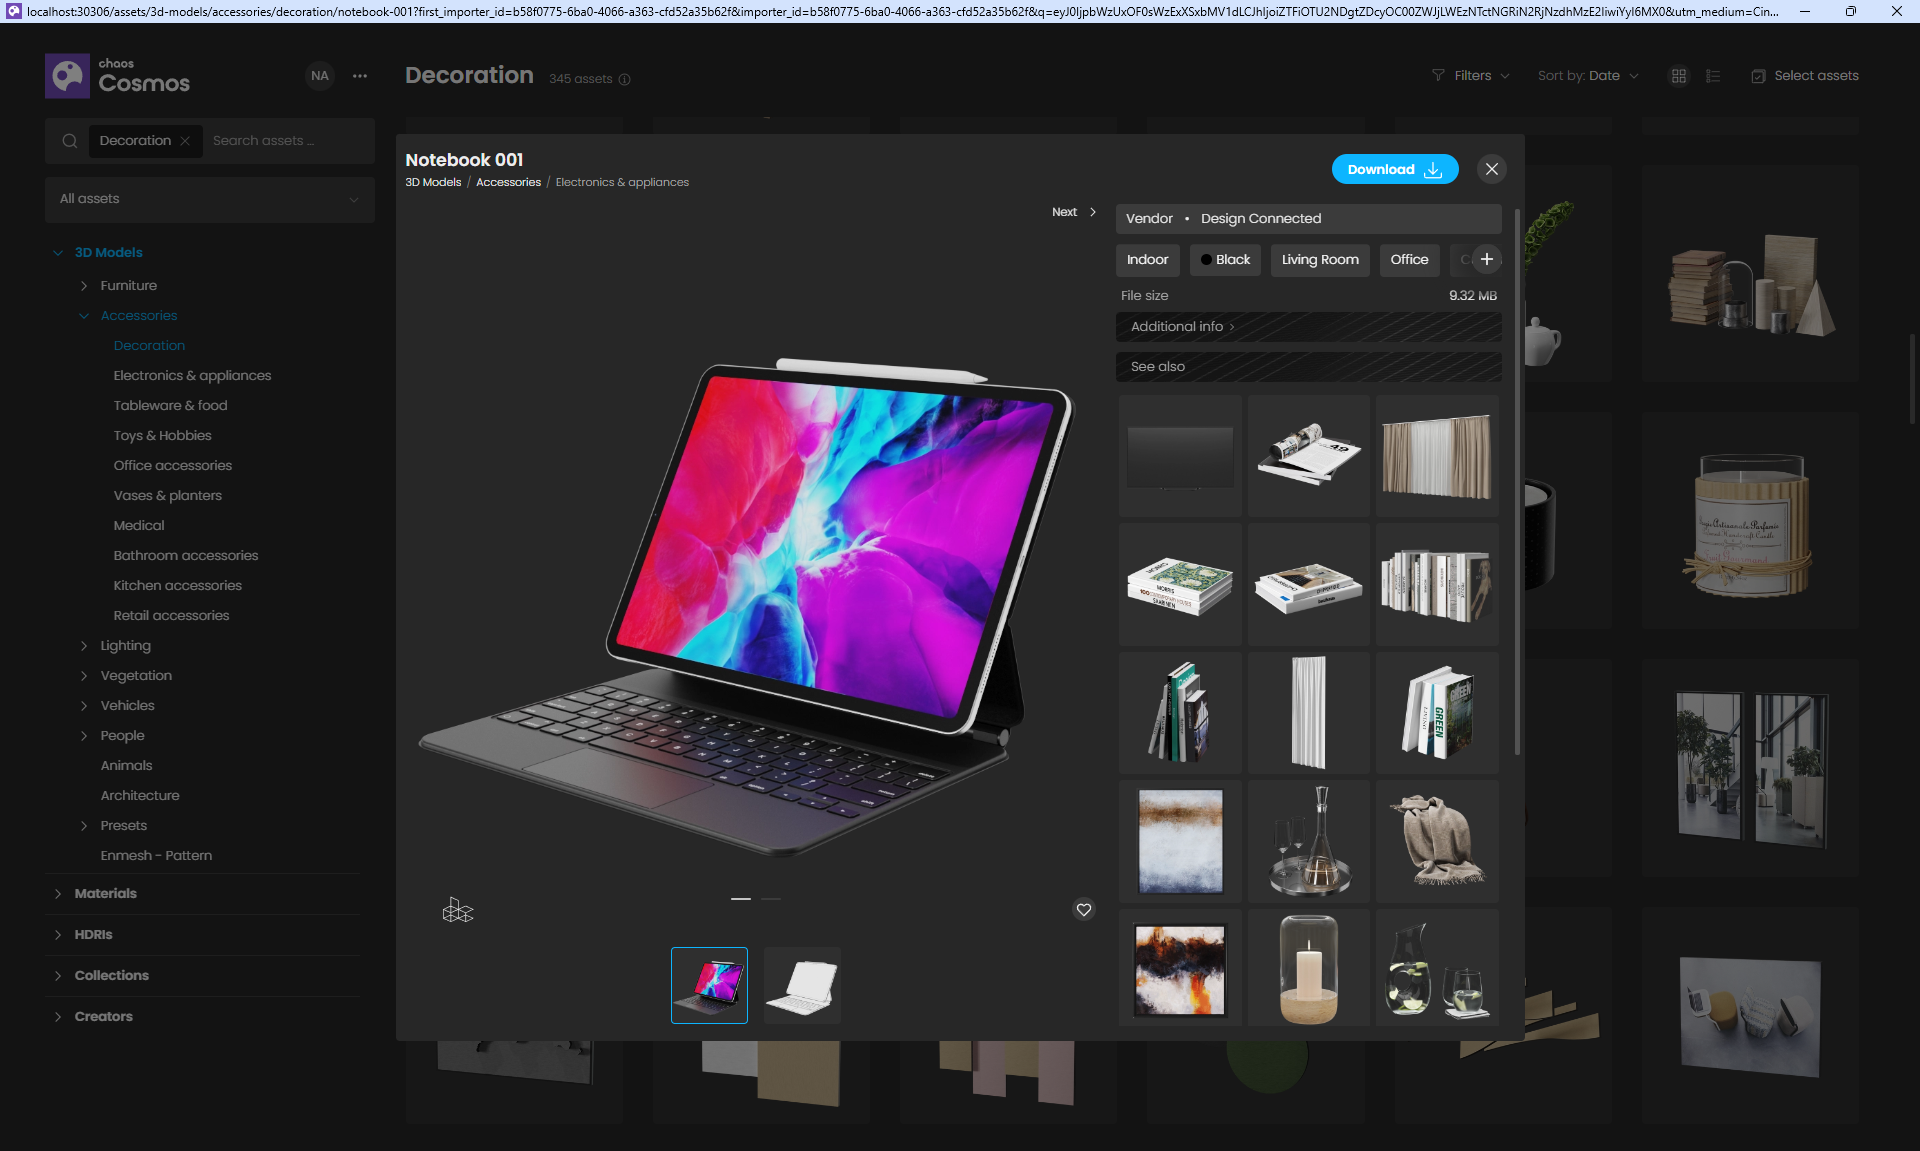 localhost:30306/assets/3d-models/accessories/decoration/notebook-001?first_importer_id=b58f0775-6ba0-4066-a363-cfd52a35b62f&importer_id=b58f0775-6ba0-4066-a363-cfd52a35b62f&q=
chaos
Cosmos
NA
Decoration
345 assets
Filters
Sort by: Date
Select assets
Decoration
Search assets ...
All assets
3D Models
Furniture
Accessories
Decoration
Electronics & appliances
Tableware & food
Toys & Hobbies
Office accessories
Vases & planters
Medical
Bathroom accessories
Kitchen accessories
Retail accessories
Lighting
Vegetation
Vehicles
People
Animals
Architecture
Presets
Enmesh - Pattern
Materials
HDRIs
Collections
Creators
Notebook 001
3D Models / Accessories / Electronics & appliances
Download
Next
Vendor • Design Connected
Indoor
Black
Living Room
Office
File size
9.32 MB
Additional info
See also
MORRIS
SAARINEN
GREEN
GREEN